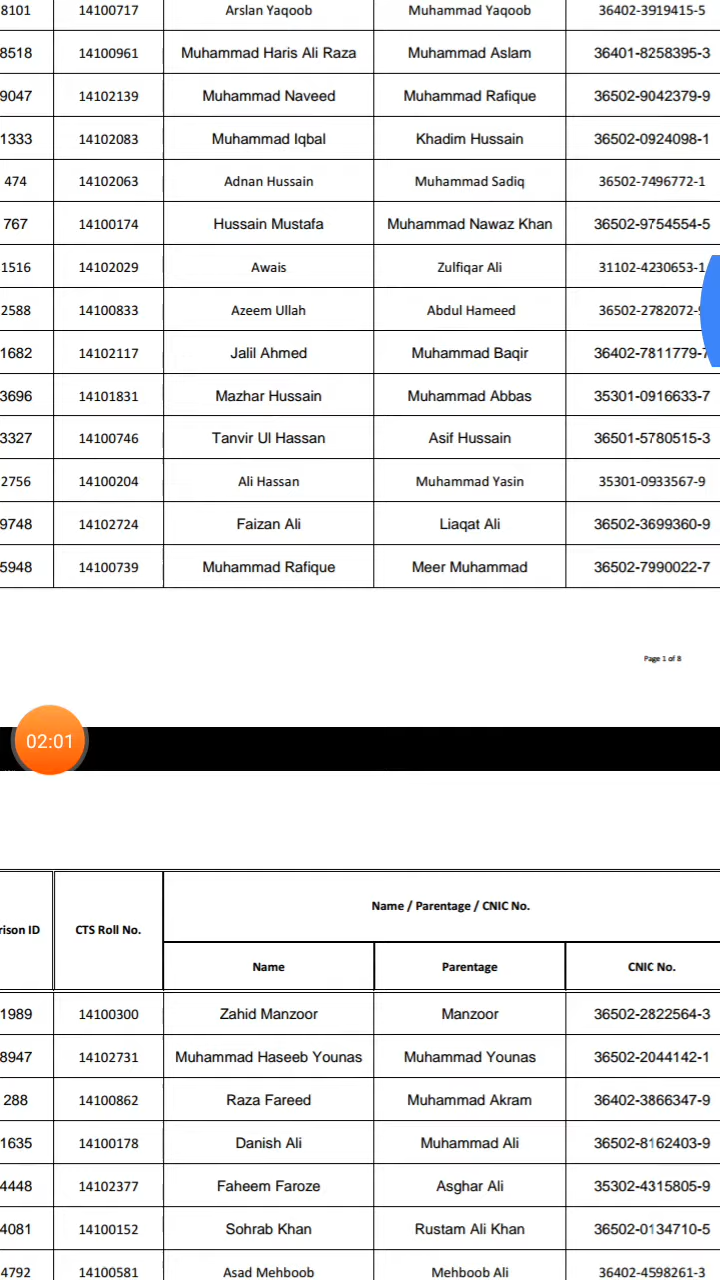 8101 14100717 Arslan Yaqoob Muhammad Yaqoob 36402-3919415-5
8518 14100961 Muhammad Haris Ali Raza Muhammad Aslam 36401-8258395-3
9047 14102139 Muhammad Naveed Muhammad Rafique 36502-9042379-9
1333 14102083 Muhammad Iqbal Khadim Hussain 36502-0924098-1
474 14102063 Adnan Hussain Muhammad Sadiq 36502-7496772-1
767 14100174 Hussain Mustafa Muhammad Nawaz Khan 36502-9754554-5
1516 14102029 Awais Zulfiqar Ali 31102-4230653-1
2588 14100833 Azeem Ullah Abdul Hameed 36502-2782072-
1682 14102117 Jalil Ahmed Muhammad Baqir 36402-7811779-7
3696 14101831 Mazhar Hussain Muhammad Abbas 35301-0916633-7
3327 14100746 Tanvir Ul Hassan Asif Hussain 36501-5780515-3
2756 14100204 Ali Hassan Muhammad Yasin 35301-0933567-9
9748 14102724 Faizan Ali Liaqat Ali 36502-3699360-9
5948 14100739 Muhammad Rafique Meer Muhammad 36502-7990022-7
Page 1 of 8
02:01
Name / Parentage / CNIC No.
rison ID CTS Roll No.
Name Parentage CNIC No.
1989 14100300 Zahid Manzoor Manzoor 36502-2822564-3
8947 14102731 Muhammad Haseeb Younas Muhammad Younas 36502-2044142-1
288 14100862 Raza Fareed Muhammad Akram 36402-3866347-9
1635 14100178 Danish Ali Muhammad Ali 36502-8162403-9
4448 14102377 Faheem Faroze Asghar Ali 35302-4315805-9
4081 14100152 Sohrab Khan Rustam Ali Khan 36502-0134710-5
4792 14100581 Asad Mehboob Mehboob Ali 36402-4598261-3